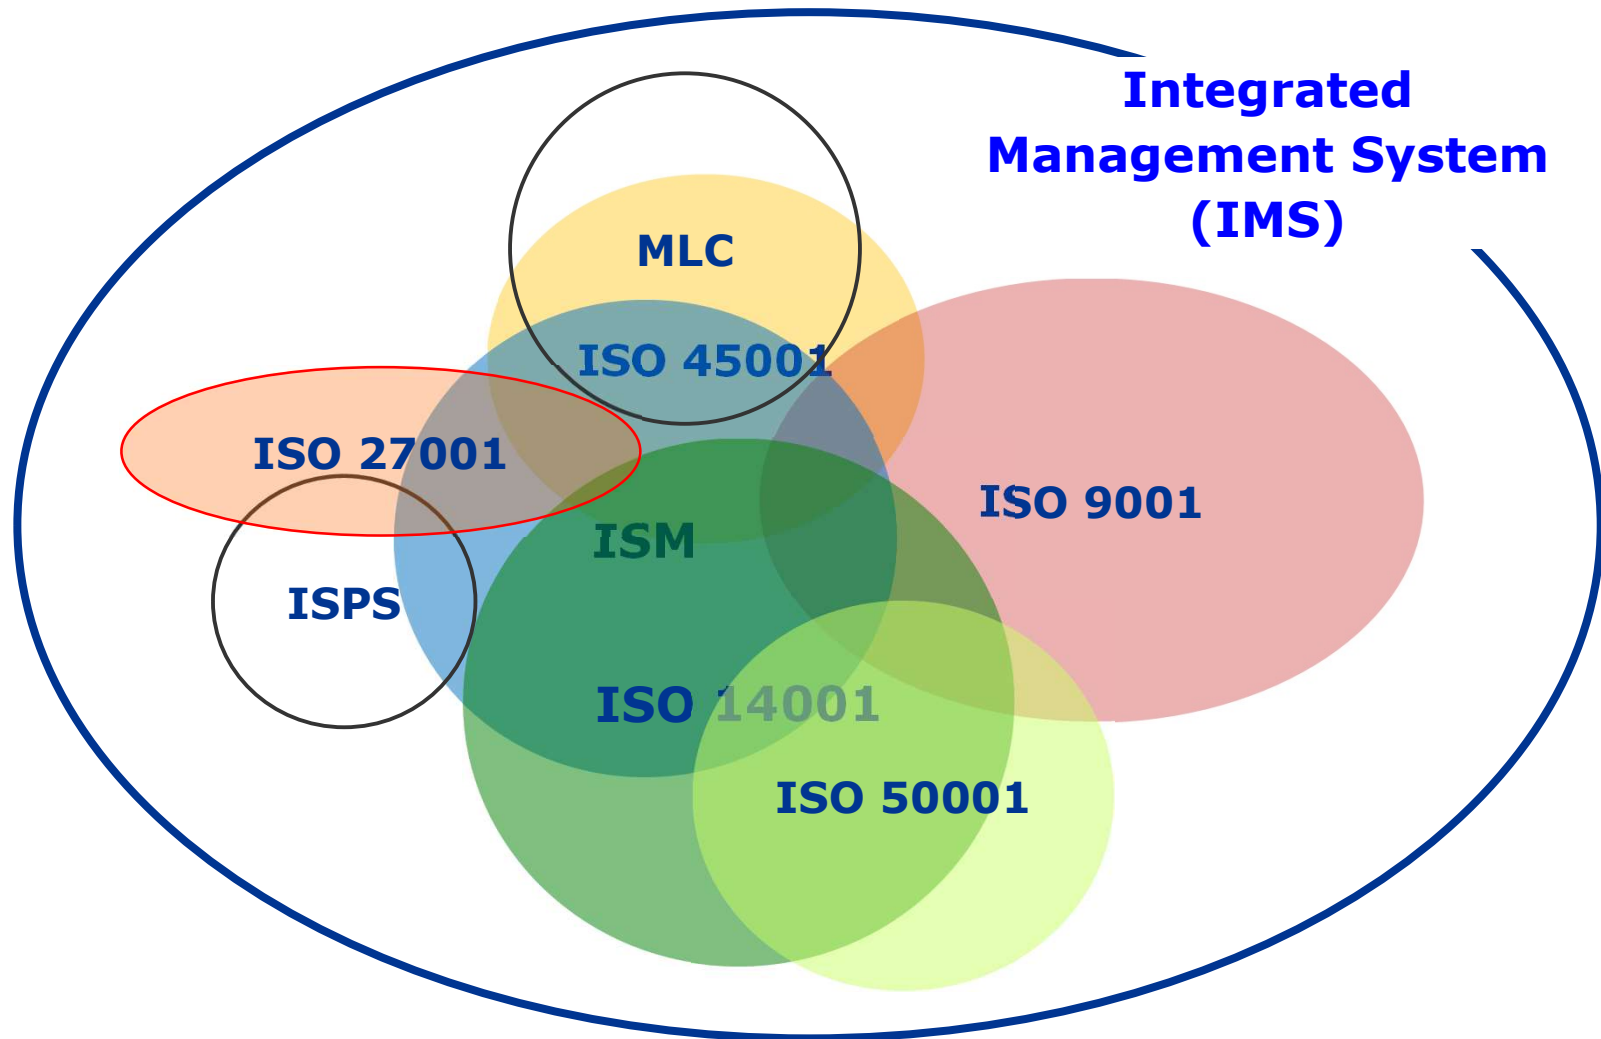 Integrated
Management System
(IMS)
MLC
ISO 45001
ISO 27001
ISO 9001
ISM
ISPS
ISO 14001
ISO 50001